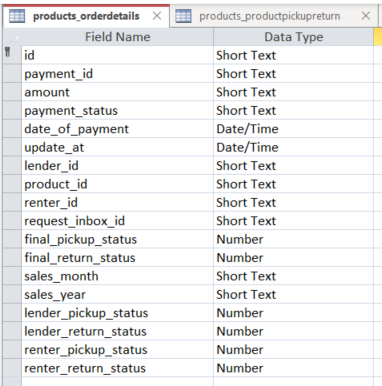 products_orderdetails products_productpickupreturn
Field Name Data Type
id Short Text
payment_id Short Text
amount Short Text
payment_status Short Text
date_of_payment Date/Time
update_at Date/Time
lender_id Short Text
product_id Short Text
renter_id Short Text
request_inbox_id Short Text
final_pickup_status Number
final_return_status Number
sales_month Short Text
sales_year Short Text
lender_pickup_status Number
lender_return_status Number
renter_pickup_status Number
renter_return_status Number